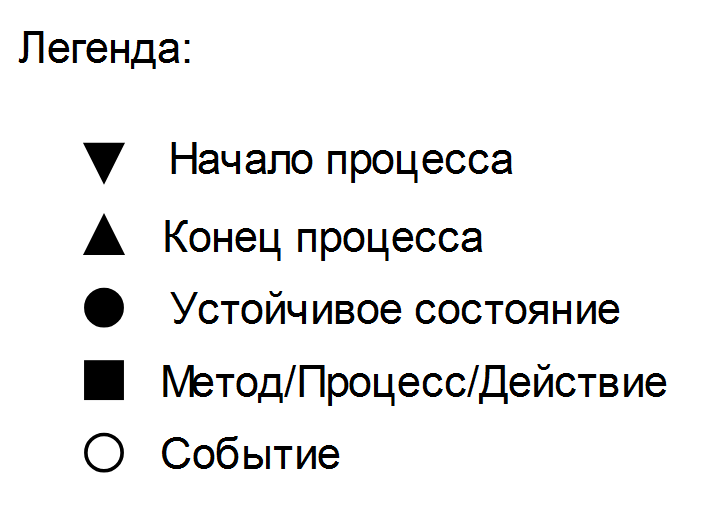 Легенда:
Начало процесса
Конец процесса
Устойчивое состояние
Метод/Процесс/Действие
Событие